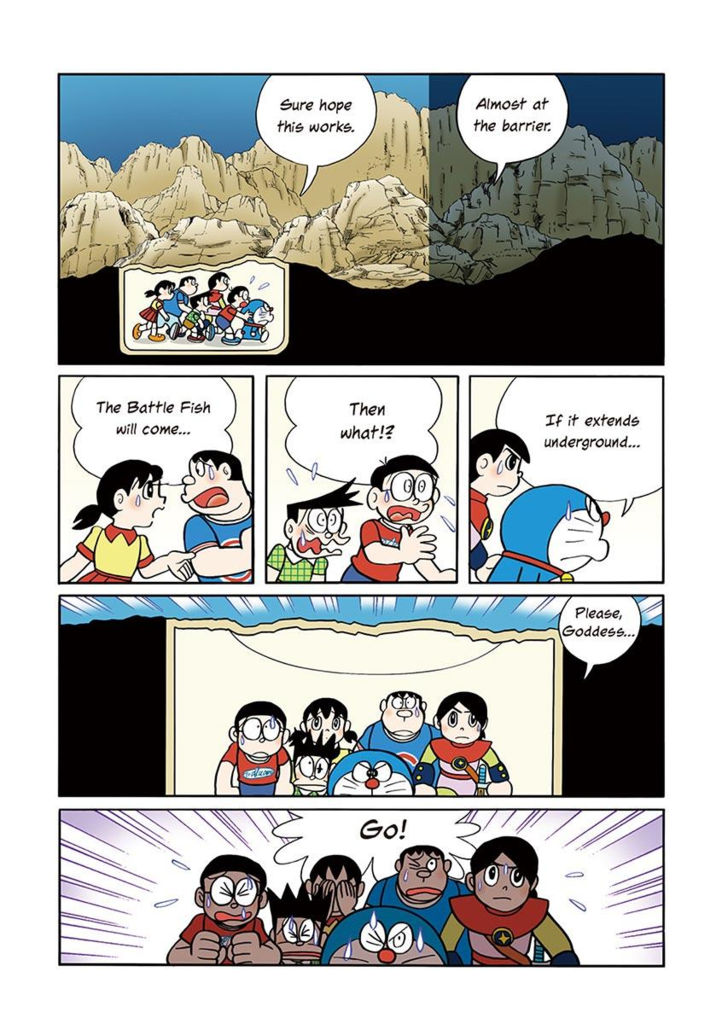 Sure hope
this works.
Almost at
the barrier.
The Battle Fish
will come...
Then
what!?
If it extends
underground...
Please,
Goddess...
Go!